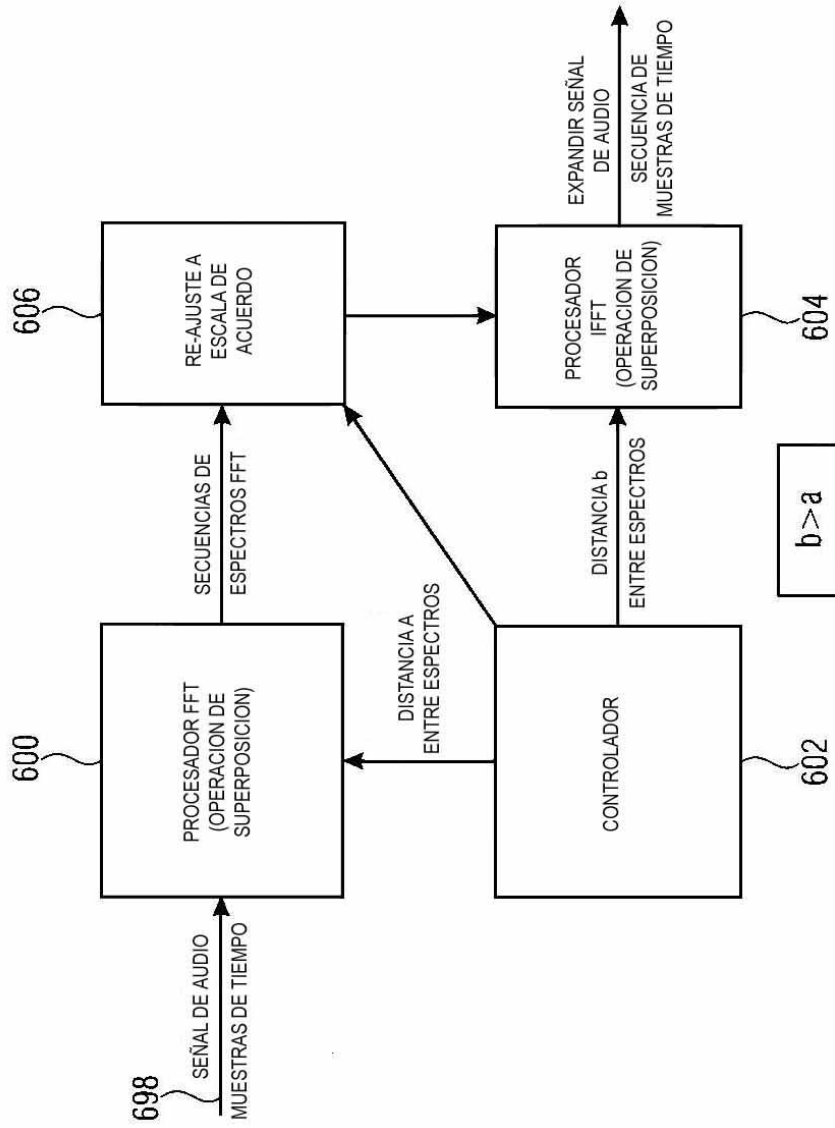 698
SEÑAL DE AUDIO
MUESTRAS DE TIEMPO
600
PROCESADOR FFT
(OPERACION DE
SUPERPOSICION)
SECUENCIAS DE
ESPECTROS FFT
606
RE-AJUSTE A
ESCALA DE
ACUERDO
DISTANCIA A
ENTRE ESPECTROS
CONTROLADOR
602
DISTANCIA b
ENTRE ESPECTROS
PROCESADOR
IFFT
(OPERACION DE
SUPERPOSICION)
604
EXPANDIR SEÑAL
DE AUDIO
SECUENCIA DE
MUESTRAS DE TIEMPO
b>a